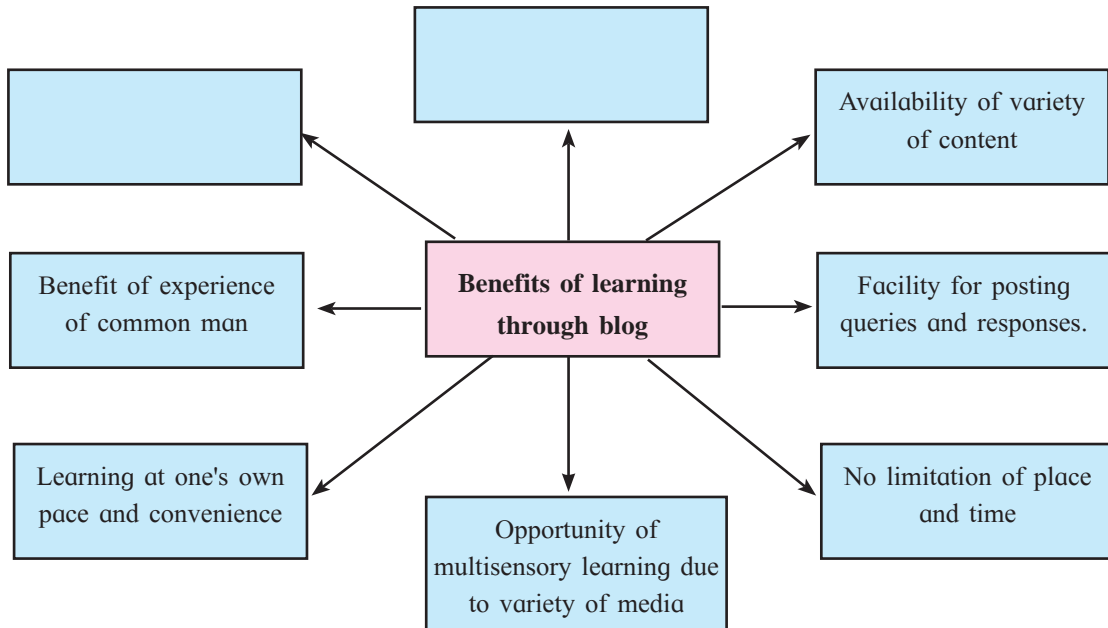 Availability of variety
of content
Benefit of experience
of common man
Benefits of learning
through blog
Facility for posting
queries and responses.
Learning at one's own
pace and convenience
Opportunity of
multisensory learning due
to variety of media
No limitation of place
and time